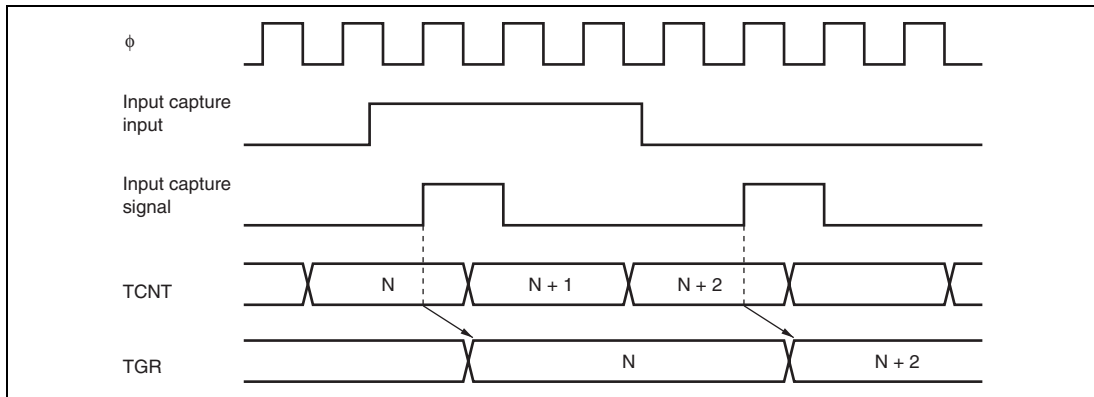 ϕ
Input capture
input
Input capture
signal
TCNT
N
N + 1
N + 2
TGR
N
N + 2